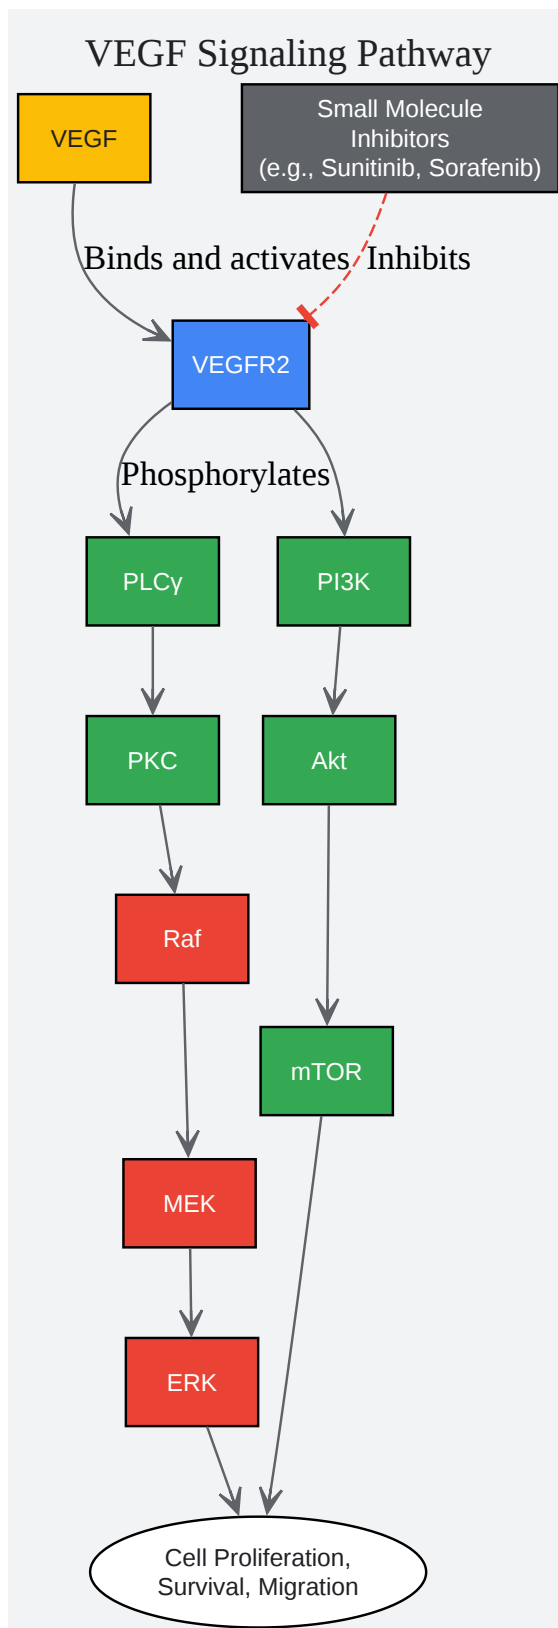 VEGF Signaling Pathway
VEGF
Small Molecule
Inhibitors
(e.g., Sunitinib, Sorafenib)
Binds and activates
Inhibits
VEGFR2
Phosphorylates
PLCγ
PI3K
PKC
Akt
Raf
mTOR
MEK
ERK
Cell Proliferation,
Survival, Migration